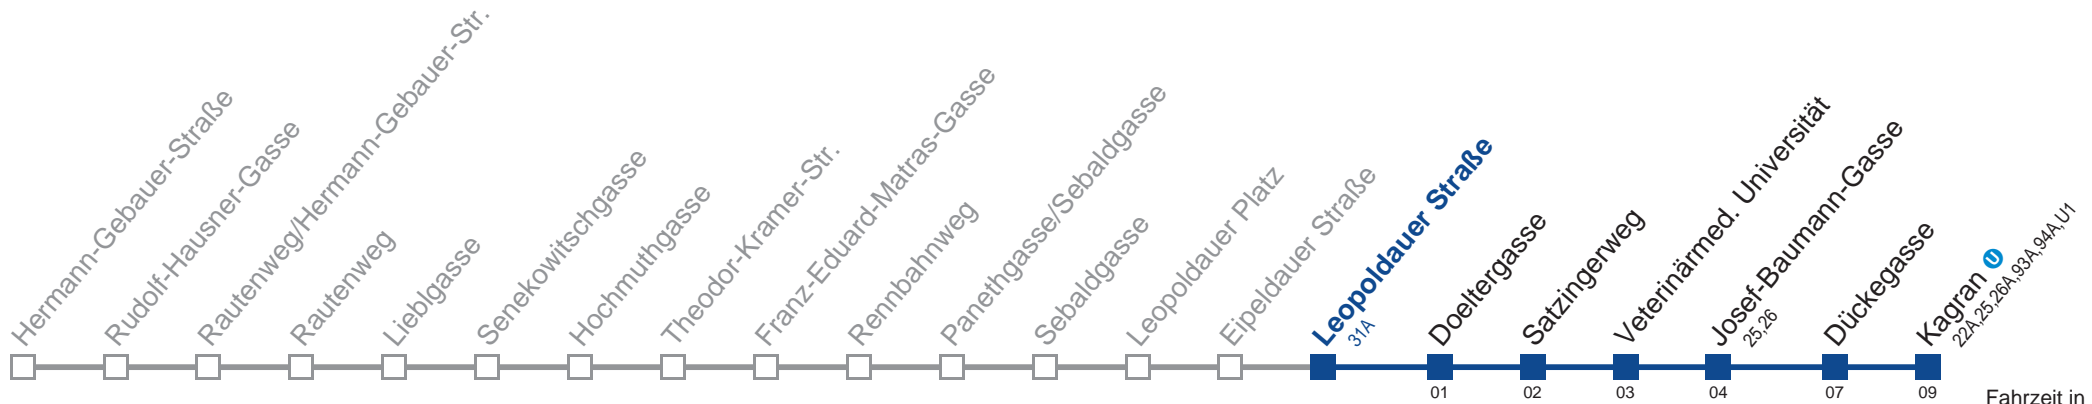 Hermann-Gebauer-Straße
Rudolf-Hausner-Gasse
Rautenweg/Hermann-Gebauer-Str.
Rautenweg
Lieblgasse
Senekowitschgasse
Hochmuthgasse
Theodor-Kramer-Str.
Franz-Eduard-Matras-Gasse
Rennbahnweg
Panethgasse/Sebaldgasse
Sebaldgasse
Leopoldauer Platz
Eipeldauer Straße
Leopoldauer Straße
31A
Doeltergasse
Satzingerweg
Veterinärmed. Universität
Josef-Baumann-Gasse
25,26
Dückegasse
Kagran U
22A,25,26A,93A,94A,U1
01 02 03 04 07 09
Fahrzeit in